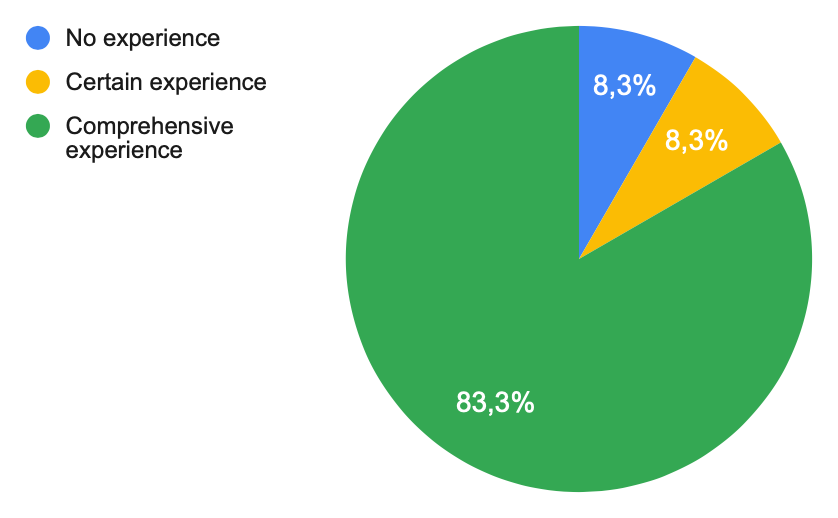 No experience
Certain experience
Comprehensive
experience
8,3%
8,3%
83,3%